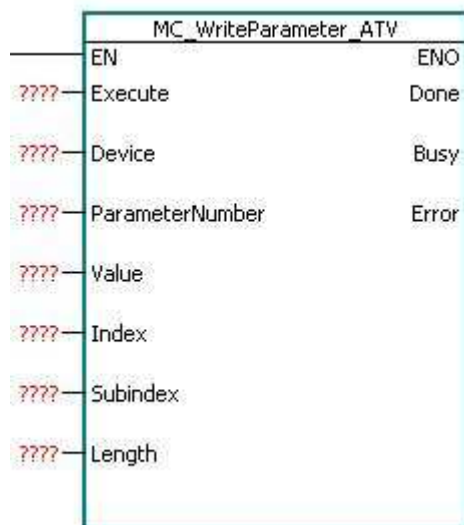 MC_WriteParameter_ATV
EN ENO
???? Execute Done
???? Device Busy
???? ParameterNumber Error
???? Value
???? Index
???? Subindex
???? Length